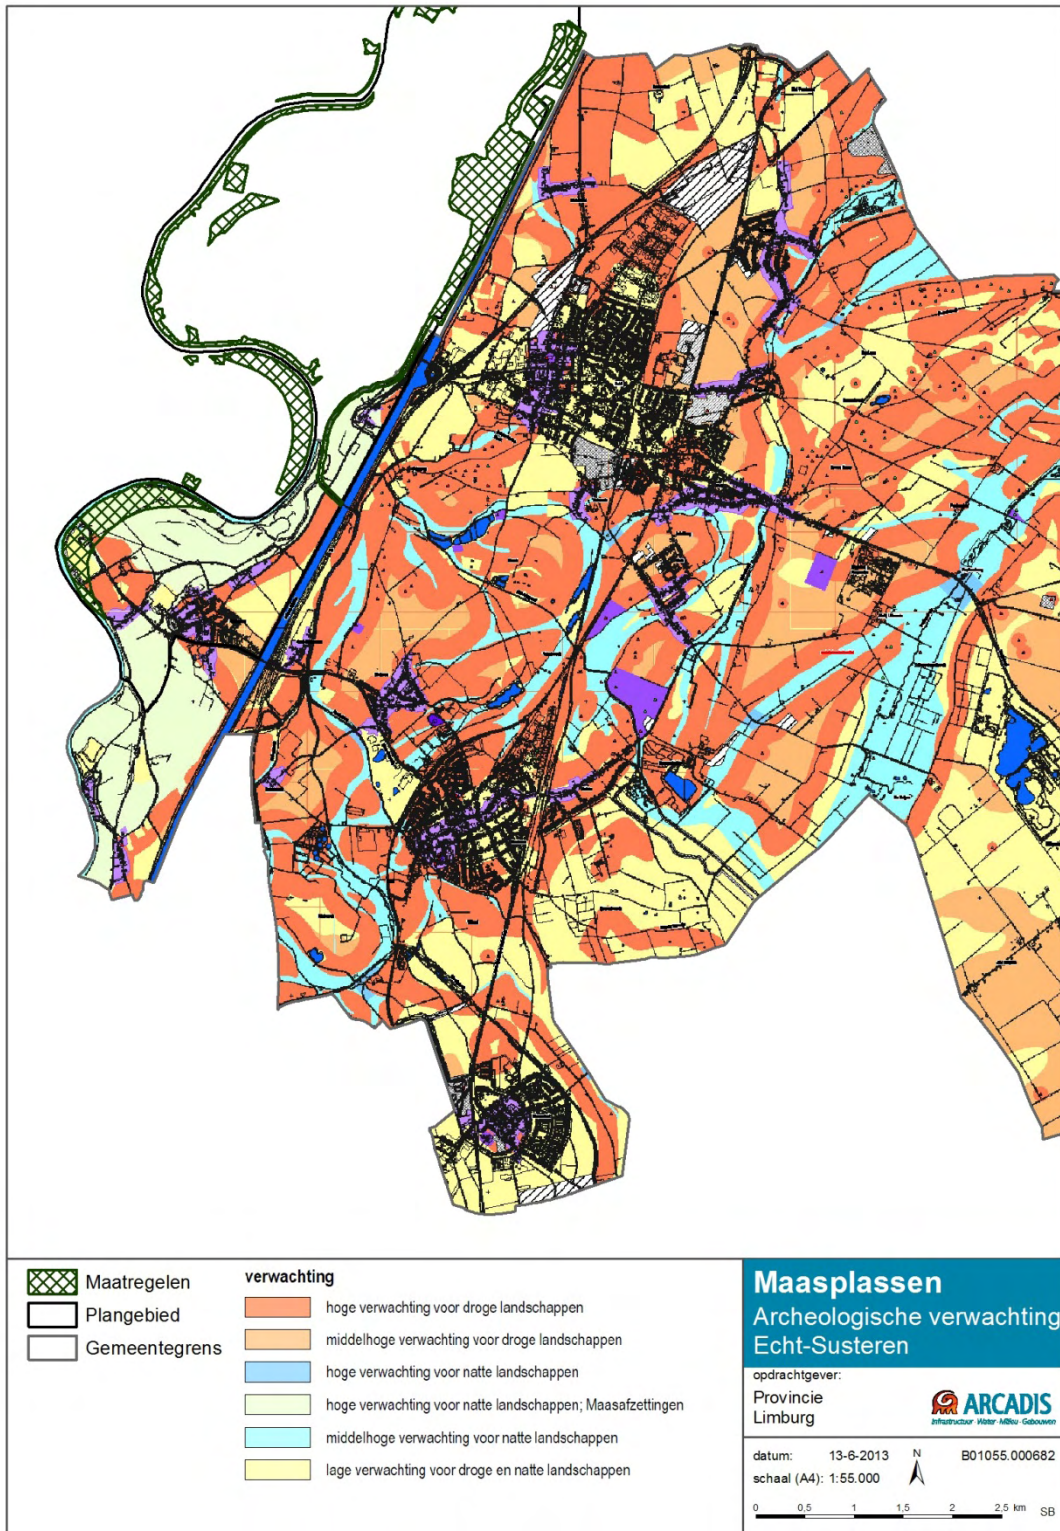 Maatregelen
Plangebied
Gemeentegrens
verwachting
hoge verwachting voor droge landschappen
middelhoge verwachting voor droge landschappen
hoge verwachting voor natte landschappen
hoge verwachting voor natte landschappen; Maasafzettingen
middelhoge verwachting voor natte landschappen
lage verwachting voor droge en natte landschappen
Maasplassen
Archeologische verwachting
Echt-Susteren
opdrachtgever:
Provincie
Limburg
ARCADIS
Infrastructuur · Water · Milieu · Gebouwen
datum: 13-6-2013 N B01055.000682
schaal (A4): 1:55.000
0 0,5 1 1,5 2 2,5 km SB